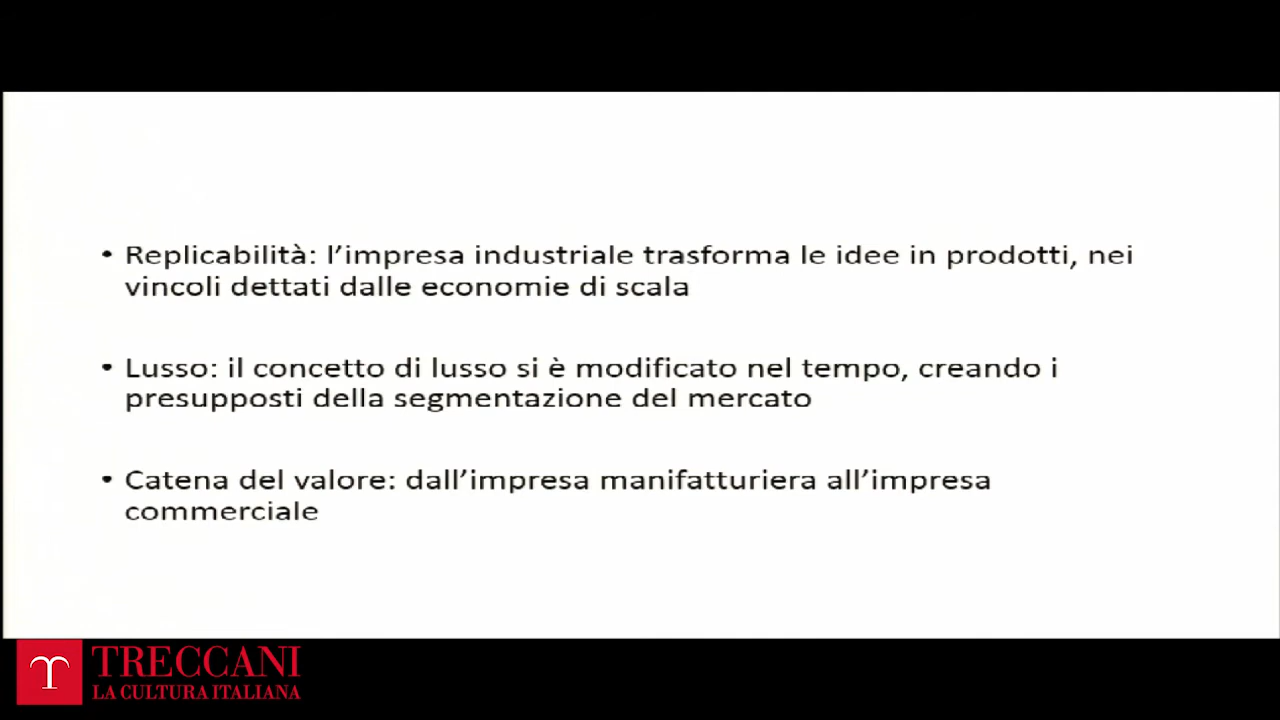 • Replicabilità: l’impresa industriale trasforma le idee in prodotti, nei
vincoli dettati dalle economie di scala
• Lusso: il concetto di lusso si è modificato nel tempo, creando i
presupposti della segmentazione del mercato
• Catena del valore: dall’impresa manifatturiera all’impresa
commerciale
TRECCANI
LA CULTURA ITALIANA